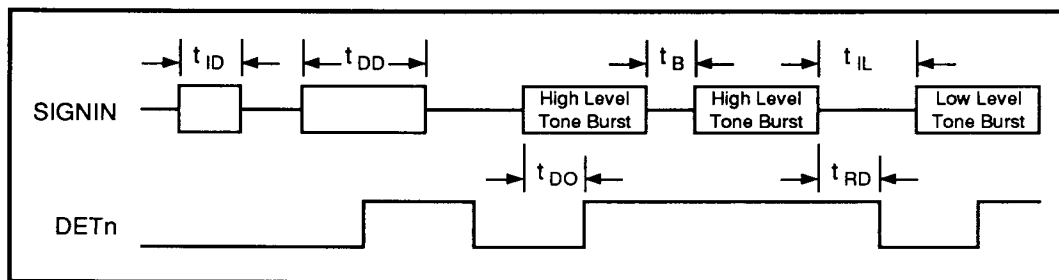 t ID
t DD
t B
t IL
SIGNIN
High Level
Tone Burst
High Level
Tone Burst
Low Level
Tone Burst
t DO
t RD
DETn